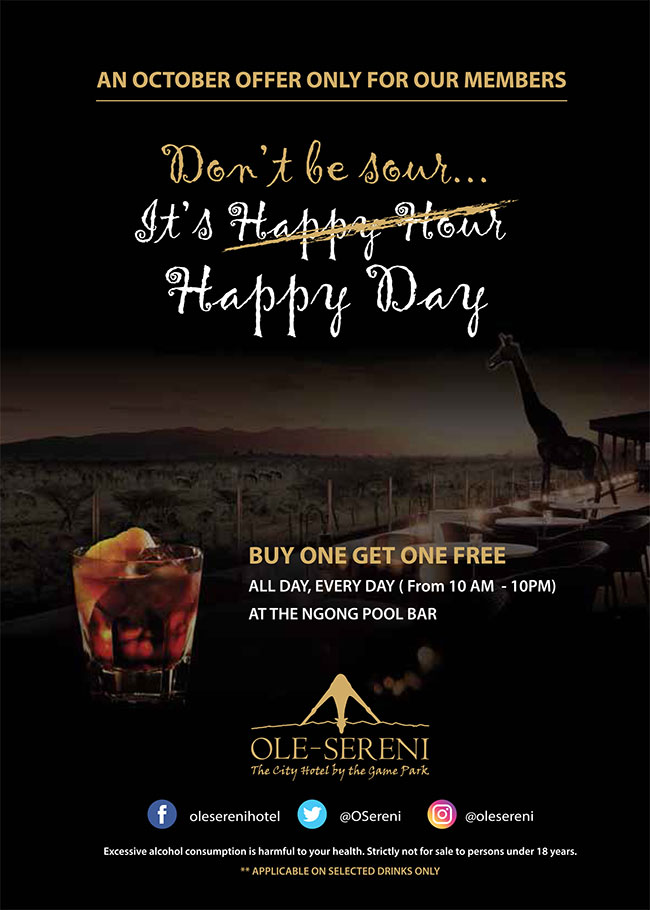 AN OCTOBER OFFER ONLY FOR OUR MEMBERS
Don't be sour...
It's Happy Hour
Happy Day
BUY ONE GET ONE FREE
ALL DAY, EVERY DAY ( From 10 AM - 10PM)
AT THE NGONG POOL BAR
OLE-SERENI
The City Hotel by the Game Park
f oleserenihotel @OSereni @olesereni
Excessive alcohol consumption is harmful to your health. Strictly not for sale to persons under 18 years.
** APPLICABLE ON SELECTED DRINKS ONLY